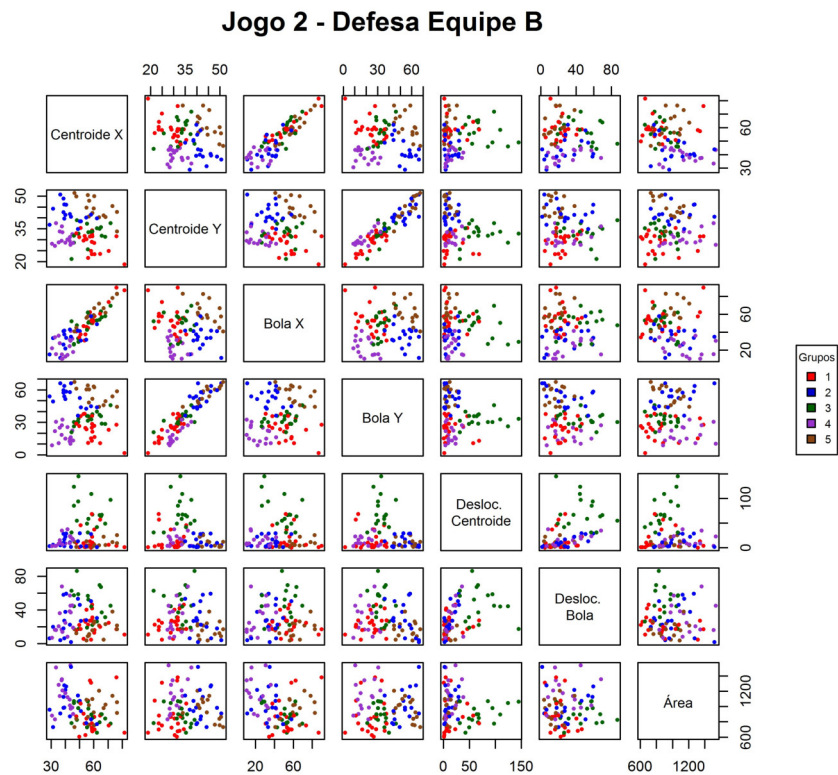 Jogo 2 - Defesa Equipe B
20 35 50
0 30 60
0 40 80
Centroide X
30 60
Centroide Y
20 35 50
Bola X
20 60
Bola Y
0 30 60
Grupos
1
2
3
4
5
Desloc.
Centroide
0 100
Desloc.
Bola
0 40 80
Área
600 1200
30 60
20 60
0 50 150
600 1200